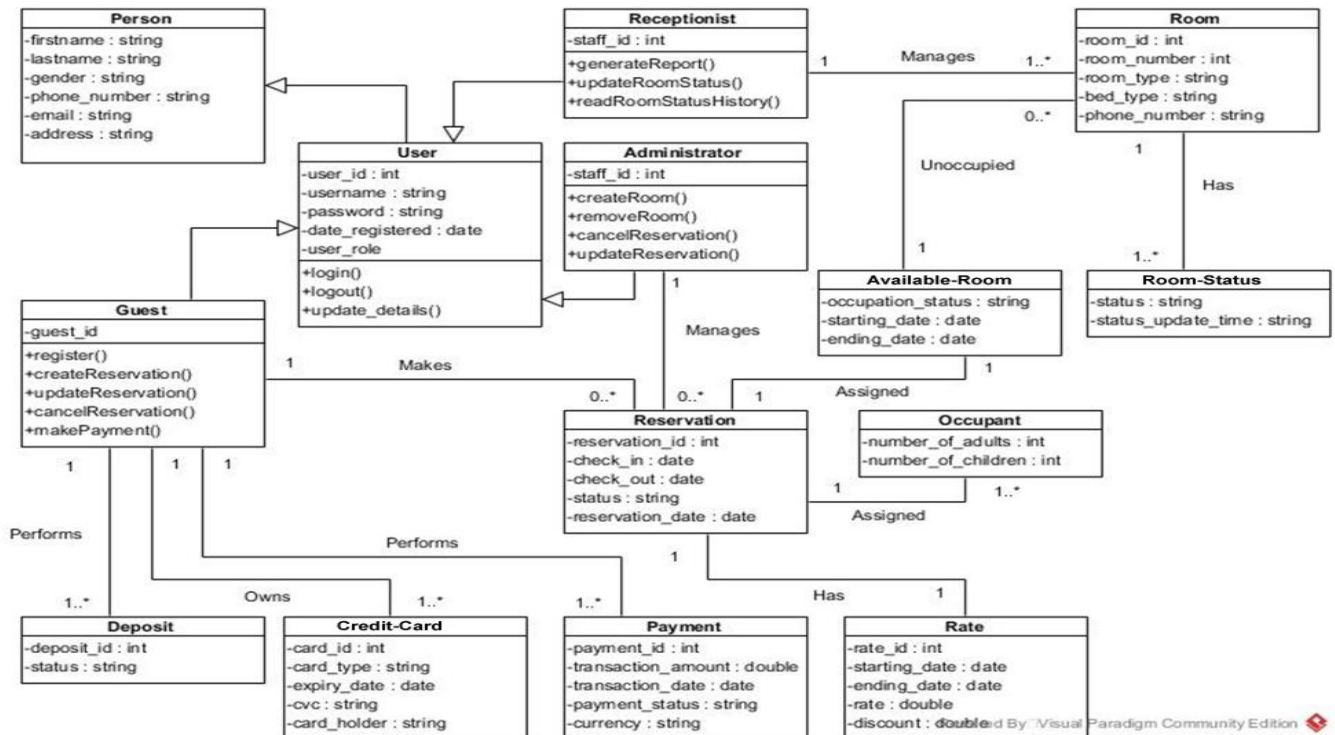 Person
-firstname : string
-lastname : string
-gender : string
-phone_number : string
-email : string
-address : string
Receptionist
-staff_id : int
+generateReport()
+updateRoomStatus()
+readRoomStatusHistory()
1
Manages
1..*
Room
-room_id : int
-room_number : int
-room_type : string
-bed_type : string
-phone_number : string
0..*
1
Unoccupied
Has
1
1..*
User
-user_id : int
-username : string
-password : string
-date_registered : date
-user_role
+login()
+logout()
+update_details()
Administrator
-staff_id : int
+createRoom()
+removeRoom()
+cancelReservation()
+updateReservation()
1
Manages
Available-Room
-occupation_status : string
-starting_date : date
-ending_date : date
1
Assigned
Room-Status
-status : string
-status_update_time : string
Guest
-guest_id
+register()
+createReservation()
+updateReservation()
+cancelReservation()
+makePayment()
1
Makes
0..*
0..*
1
Reservation
-reservation_id : int
-check_in : date
-check_out : date
-status : string
-reservation_date : date
Occupant
-number_of_adults : int
-number_of_children : int
1
1..*
Assigned
1
1
1
Performs
Performs
1
1..*
Owns
1..*
1..*
Has
1
Deposit
-deposit_id : int
-status : string
Credit-Card
-card_id : int
-card_type : string
-expiry_date : date
-cvc : string
-card_holder : string
Payment
-payment_id : int
-transaction_amount : double
-transaction_date : date
-payment_status : string
-currency : string
Rate
-rate_id : int
-starting_date : date
-ending_date : date
-rate : double
-discount : double
ed By Visual Paradigm Community Edition